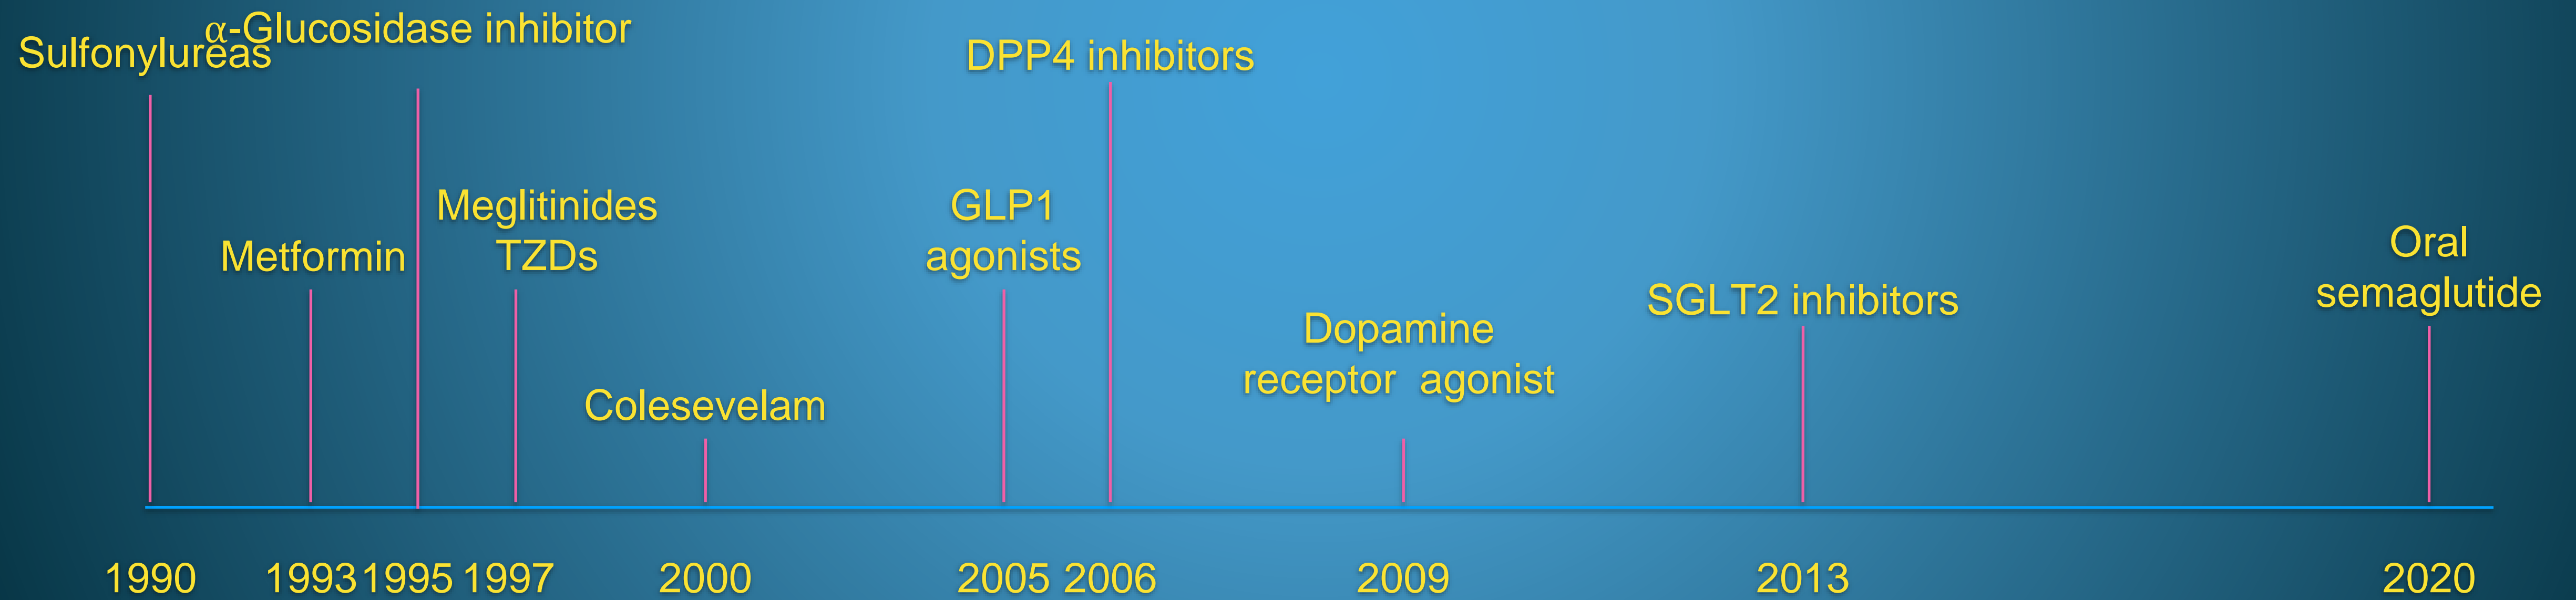 α-Glucosidase inhibitor
Sulfonylureas
DPP4 inhibitors
Meglitinides
TZDs
Metformin
GLP1
agonists
Oral
semaglutide
SGLT2 inhibitors
Dopamine
receptor agonist
Colesevelam
1990 1993 1995 1997 2000 2005 2006 2009 2013 2020